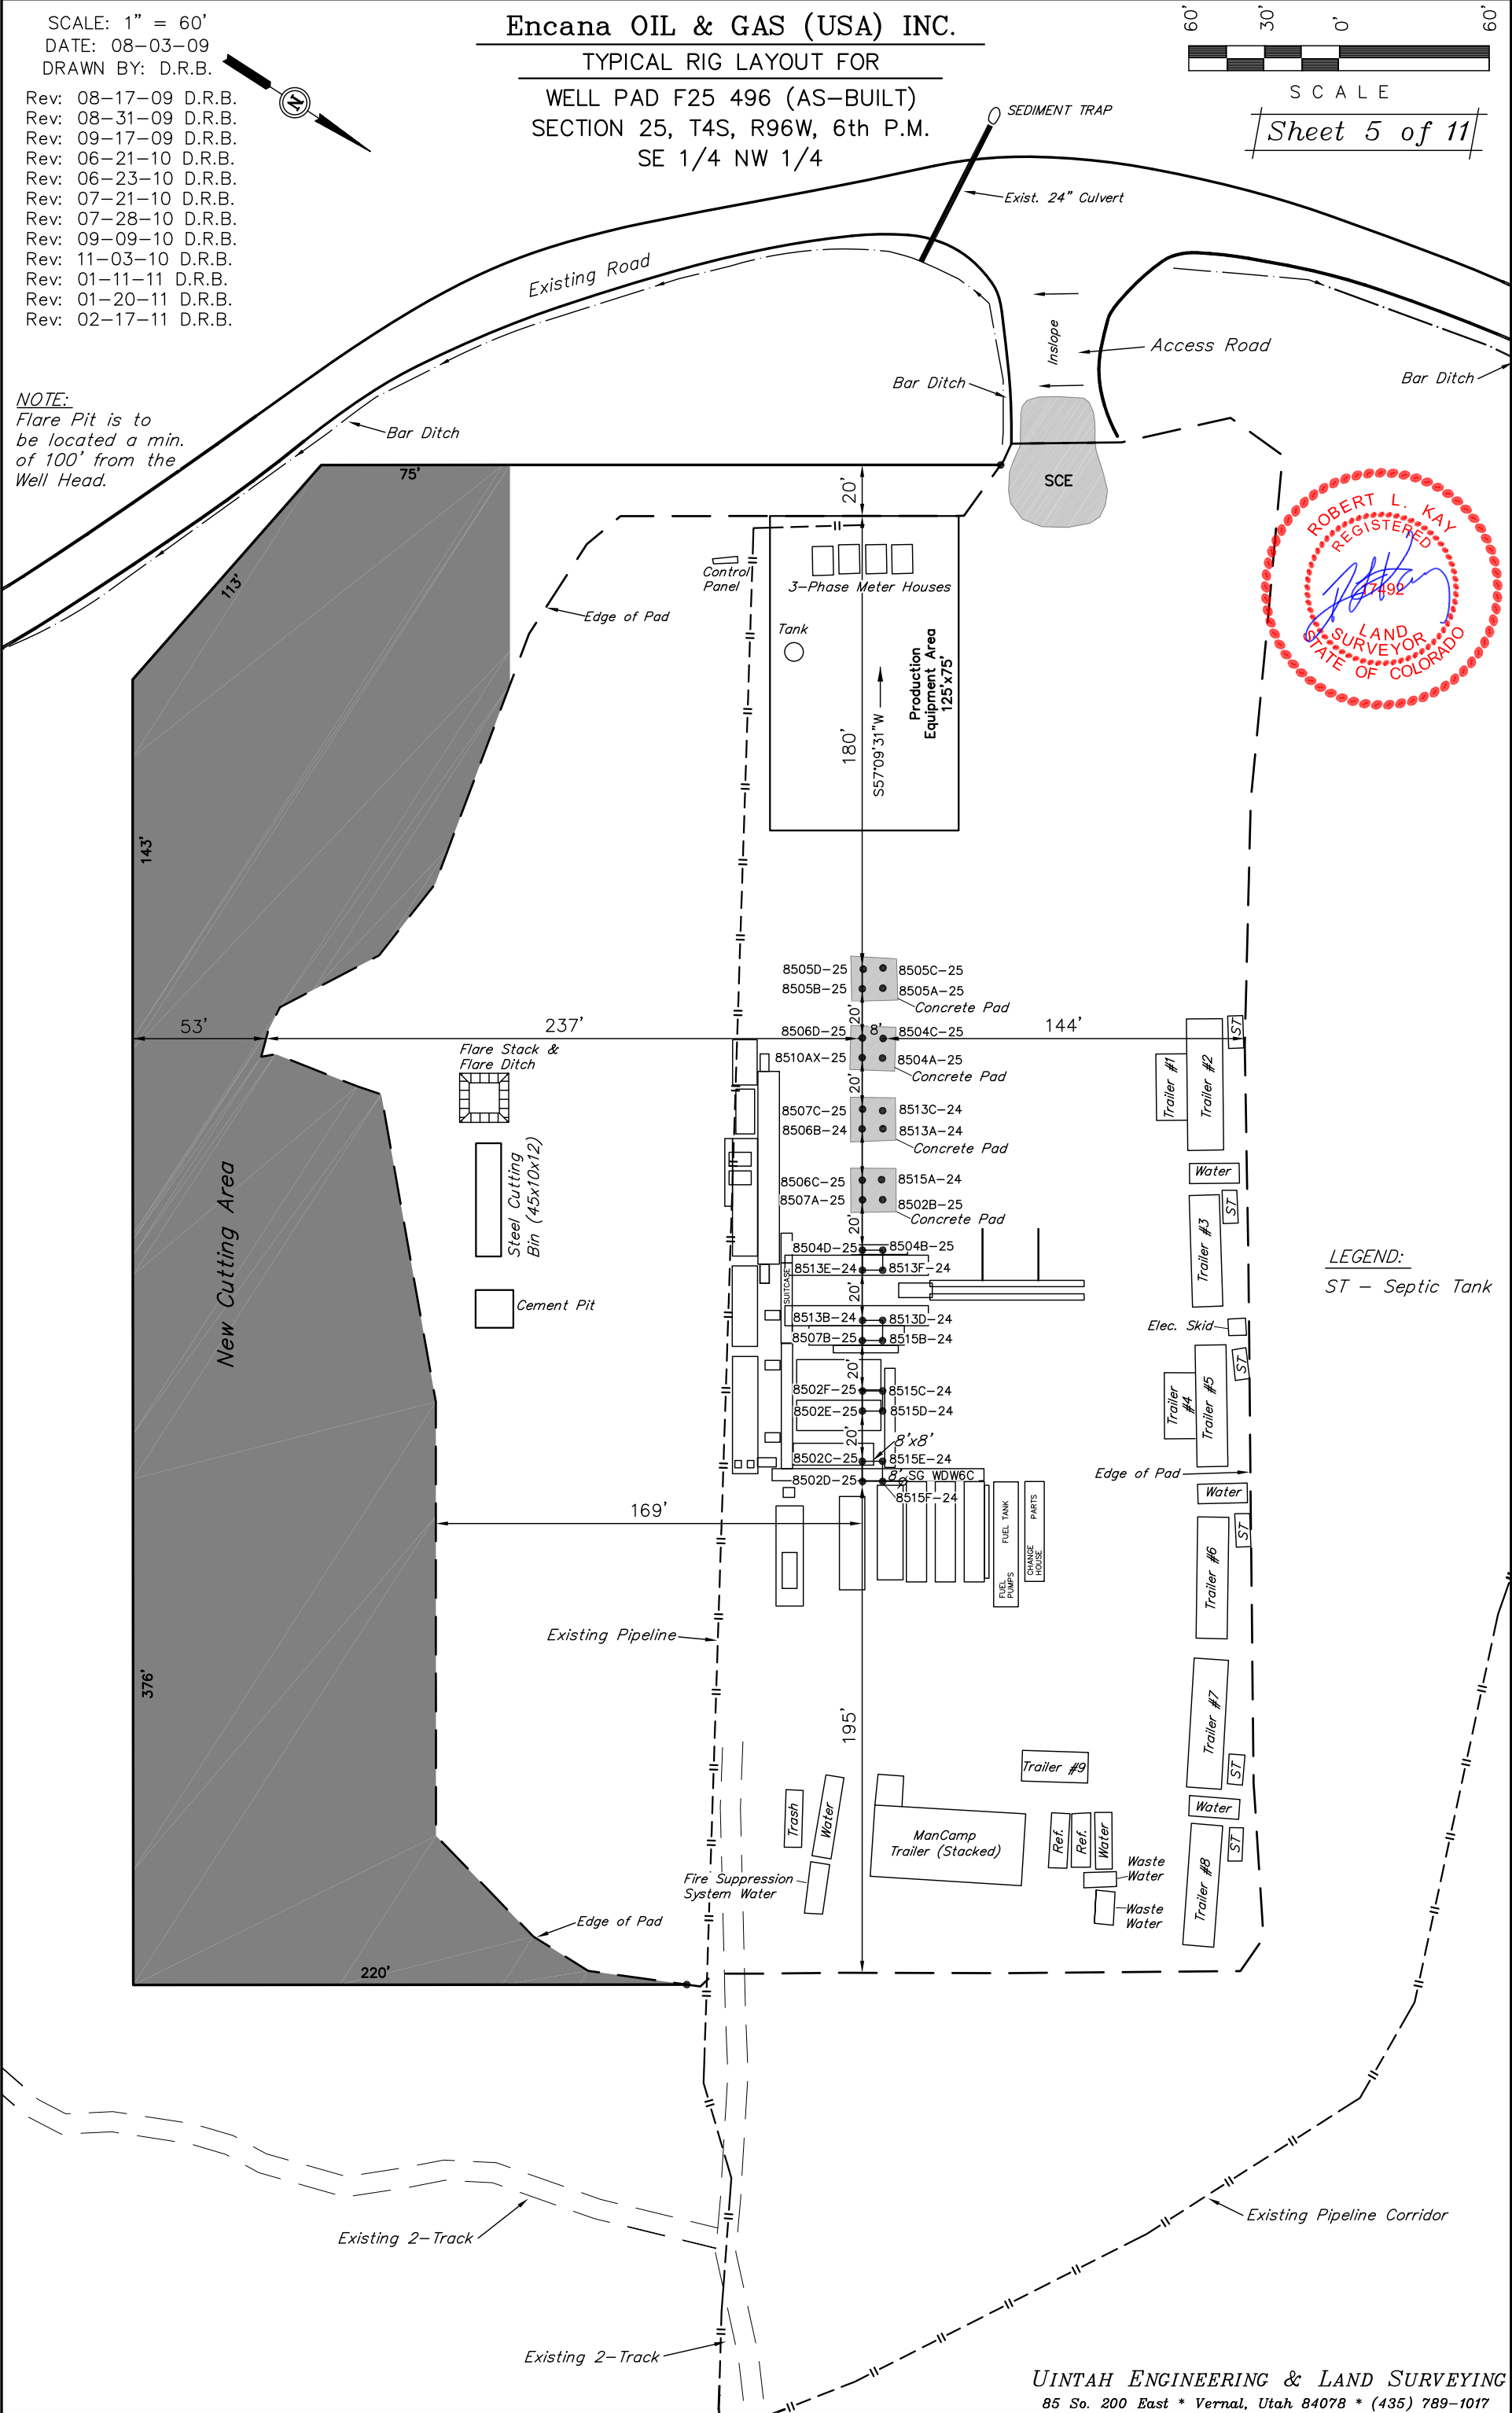 SCALE: 1" = 60'
DATE: 08-03-09
DRAWN BY: D.R.B.
Rev: 08-17-09 D.R.B.
Rev: 08-31-09 D.R.B.
Rev: 09-17-09 D.R.B.
Rev: 06-21-10 D.R.B.
Rev: 06-23-10 D.R.B.
Rev: 07-21-10 D.R.B.
Rev: 07-28-10 D.R.B.
Rev: 09-09-10 D.R.B.
Rev: 11-03-10 D.R.B.
Rev: 01-11-11 D.R.B.
Rev: 01-20-11 D.R.B.
Rev: 02-17-11 D.R.B.
N
Encana OIL & GAS (USA) INC.
TYPICAL RIG LAYOUT FOR
WELL PAD F25 496 (AS-BUILT)
SECTION 25, T4S, R96W, 6th P.M.
SE 1/4 NW 1/4
60' 30' 0' 60'
SCALE
Sheet 5 of 11
SEDIMENT TRAP
Exist. 24" Culvert
Existing Road
Inslope
Access Road
Bar Ditch
Bar Ditch
Bar Ditch
NOTE:
Flare Pit is to
be located a min.
of 100' from the
Well Head.
75'
20'
SCE
113'
Control
Panel
3-Phase Meter Houses
Edge of Pad
Tank
Production
Equipment Area
125'x75'
180'
S57°09'31"W
ROBERT L. KAY
REGISTERED
17492
LAND
SURVEYOR
STATE OF COLORADO
143'
8505D-25 8505C-25
8505B-25 8505A-25
Concrete Pad
20'
53' 237' 8' 144'
8506D-25 8504C-25
8510AX-25 8504A-25
Concrete Pad
20'
Flare Stack &
Flare Ditch
8507C-25 8513C-24
8506B-24 8513A-24
Concrete Pad
8506C-25 8515A-24
8507A-25 8502B-25
Concrete Pad
20'
8504D-25 8504B-25
8513E-24 8513F-24
20'
8513B-24 8513D-24
8507B-25 8515B-24
20'
8502F-25 8515C-24
8502E-25 8515D-24
20'
8'x8'
8502C-25 8515E-24
8' SG WDW6C
8502D-25
8515F-24
SUITCASE
New Cutting Area
Steel Cutting
Bin (45x10x12)
Cement Pit
Trailer #1
Trailer #2
ST
Water
Trailer #3
ST
Elec. Skid
Trailer
#4
Trailer #5
ST
Edge of Pad
Water
ST
Trailer #6
LEGEND:
ST - Septic Tank
169'
FUEL TANK
FUEL
PUMPS
PARTS
CHANGE
HOUSE
Existing Pipeline
376'
195'
Trailer #7
ST
Trailer #9
Water
Trash
Water
ManCamp
Trailer (Stacked)
Ref.
Ref.
Water
ST
Trailer #8
Waste
Water
Waste
Water
Fire Suppression
System Water
Edge of Pad
220'
Existing 2-Track
Existing Pipeline Corridor
Existing 2-Track
UINTAH ENGINEERING & LAND SURVEYING
85 So. 200 East * Vernal, Utah 84078 * (435) 789-1017